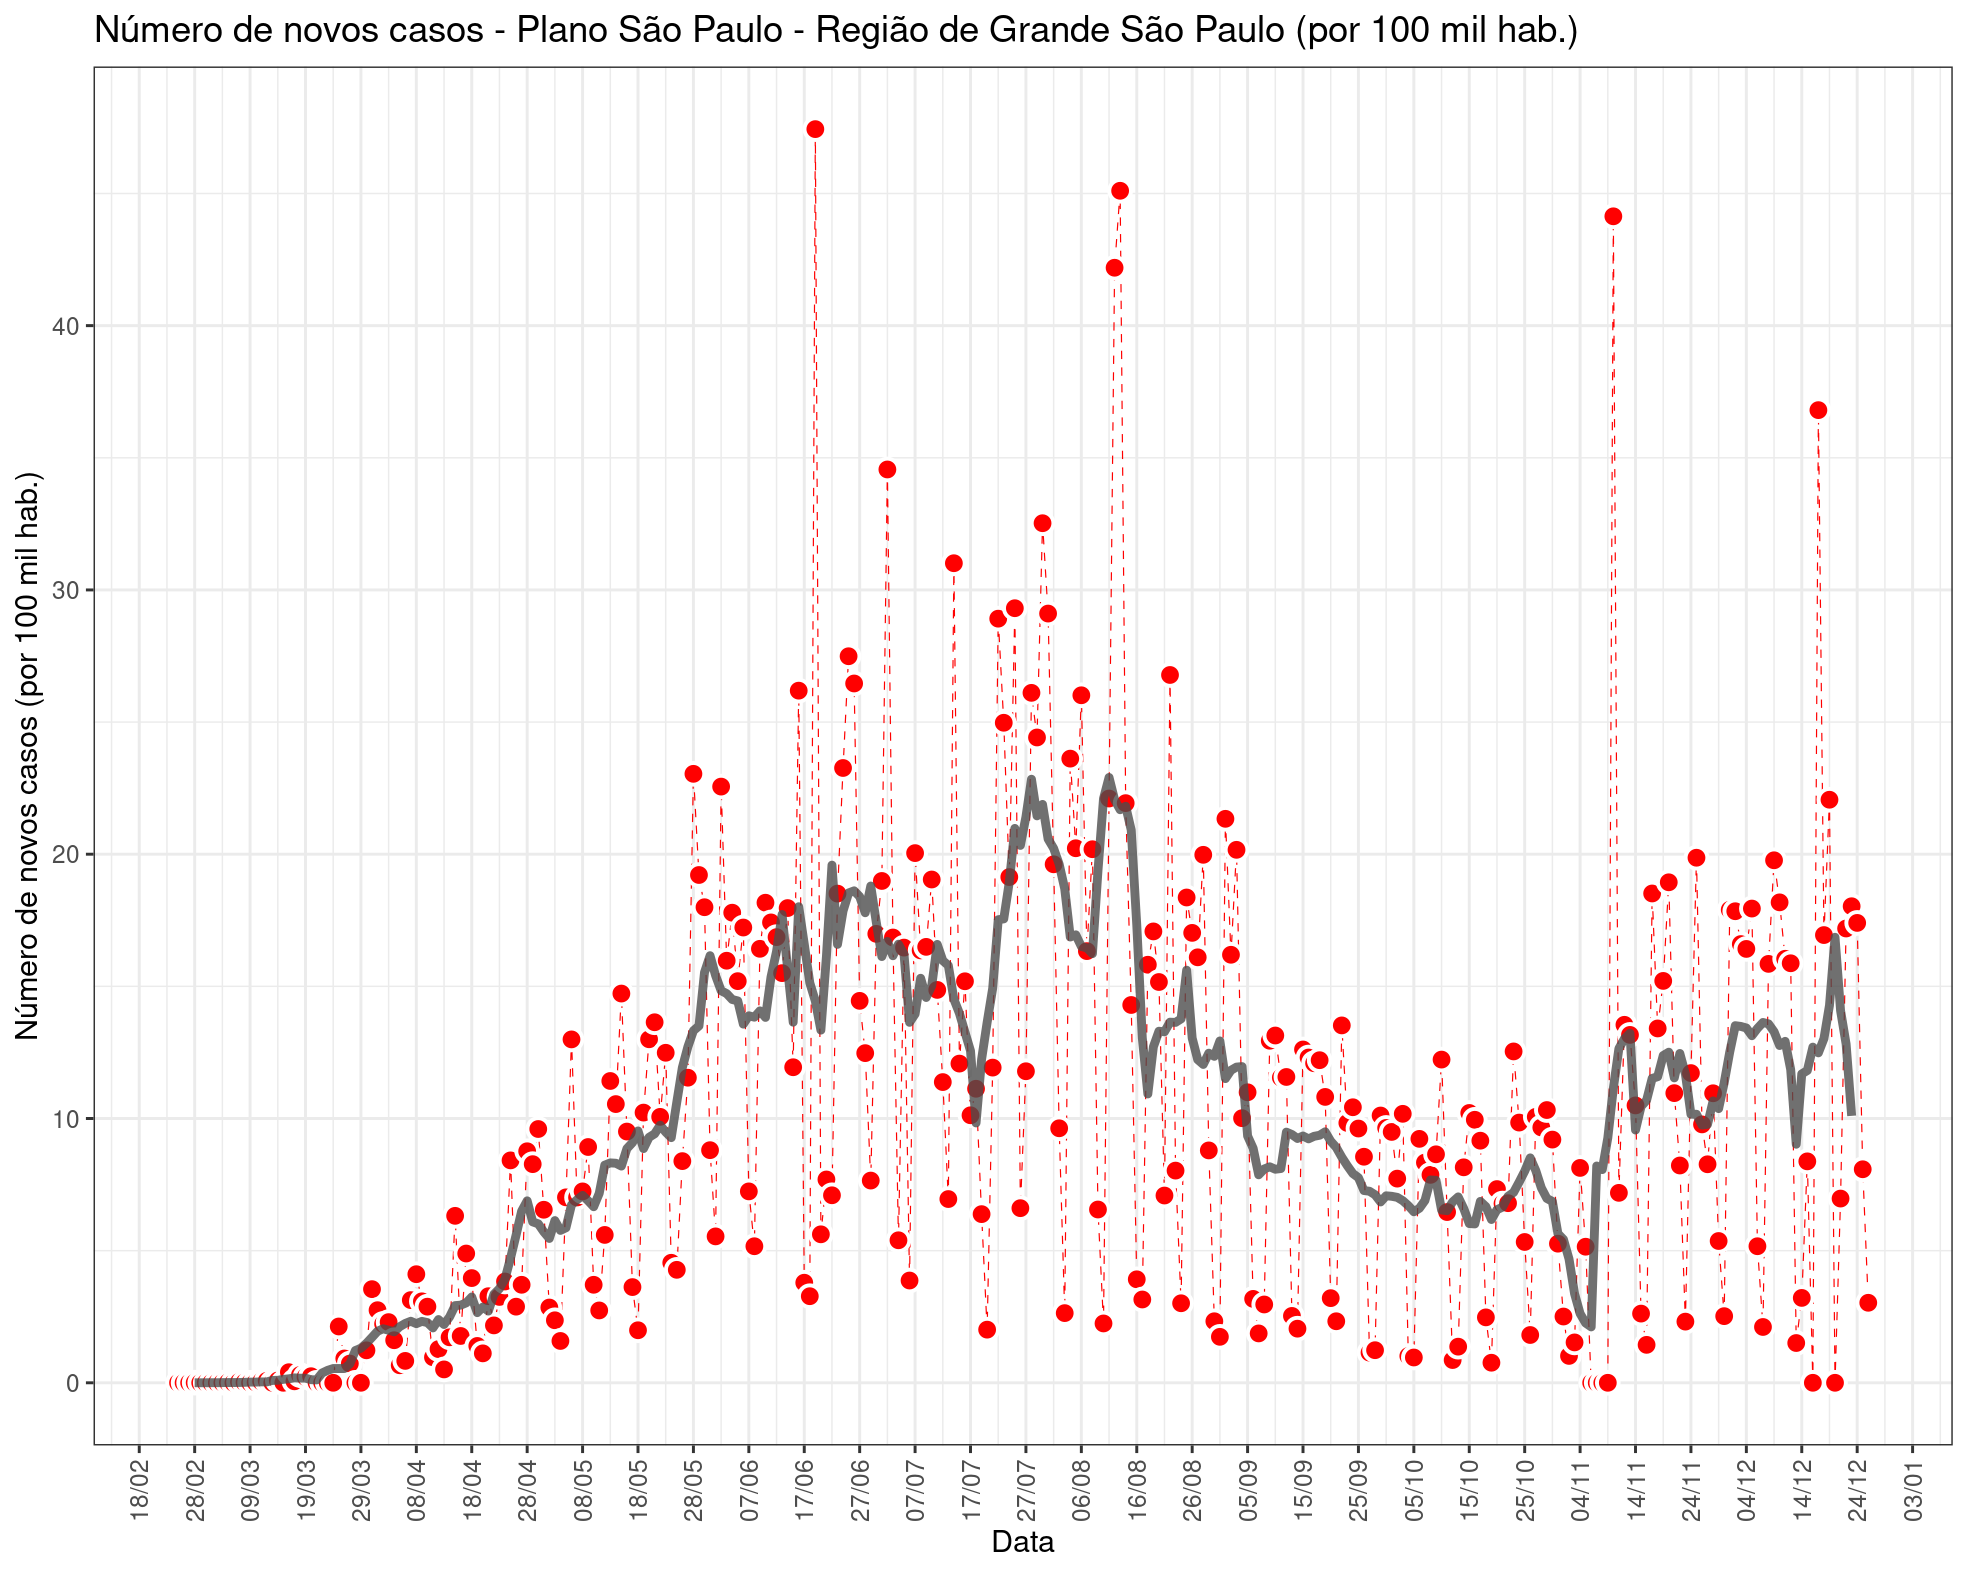 Número de novos casos - Plano São Paulo - Região de Grande São Paulo (por 100 mil hab.)
Número de novos casos (por 100 mil hab.)
40
30
20
10
0
18/02 28/02 09/03 19/03 29/03 08/04 18/04 28/04 08/05 18/05 28/05 07/06 17/06 27/06 07/07 17/07 27/07 06/08 16/08 26/08 05/09 15/09 25/09 05/10 15/10 25/10 04/11 14/11 24/11 04/12 14/12 24/12 03/01
Data